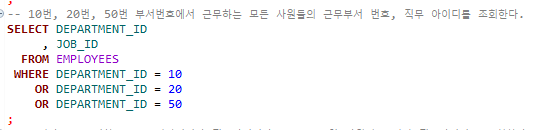 ;
-- 10번, 20번, 50번 부서번호에서 근무하는 모든 사원들의 근무부서 번호, 직무 아이디를 조회한다.
SELECT DEPARTMENT_ID
, JOB_ID
FROM EMPLOYEES
WHERE DEPARTMENT_ID = 10
OR DEPARTMENT_ID = 20
OR DEPARTMENT_ID = 50
;